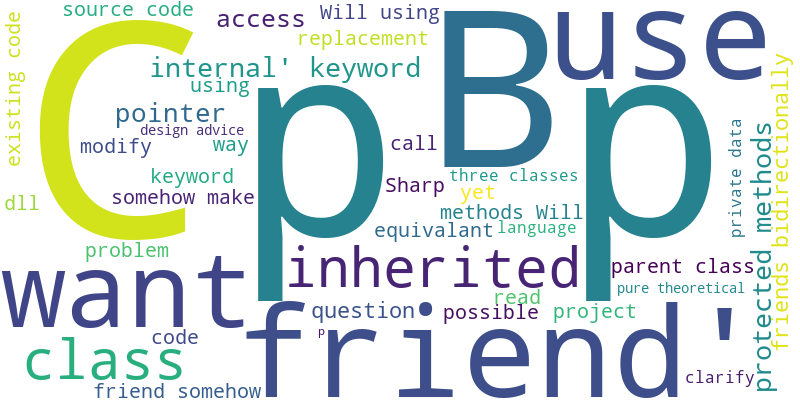 source code
Will using
access
use
C
p
B
p
existing code
replacement
internal' keyword
using
pointer
design advice
modify
way
call
keyword
three classes
Sharp
yet
somehow make
methods Will
dll
equivalant
language
private data
protected methods
friends bidirectionally
problem
want
inherited
parent class
read
pure theoretical
question
possible
project
class
code
p
friend'
friend somehow
clarify